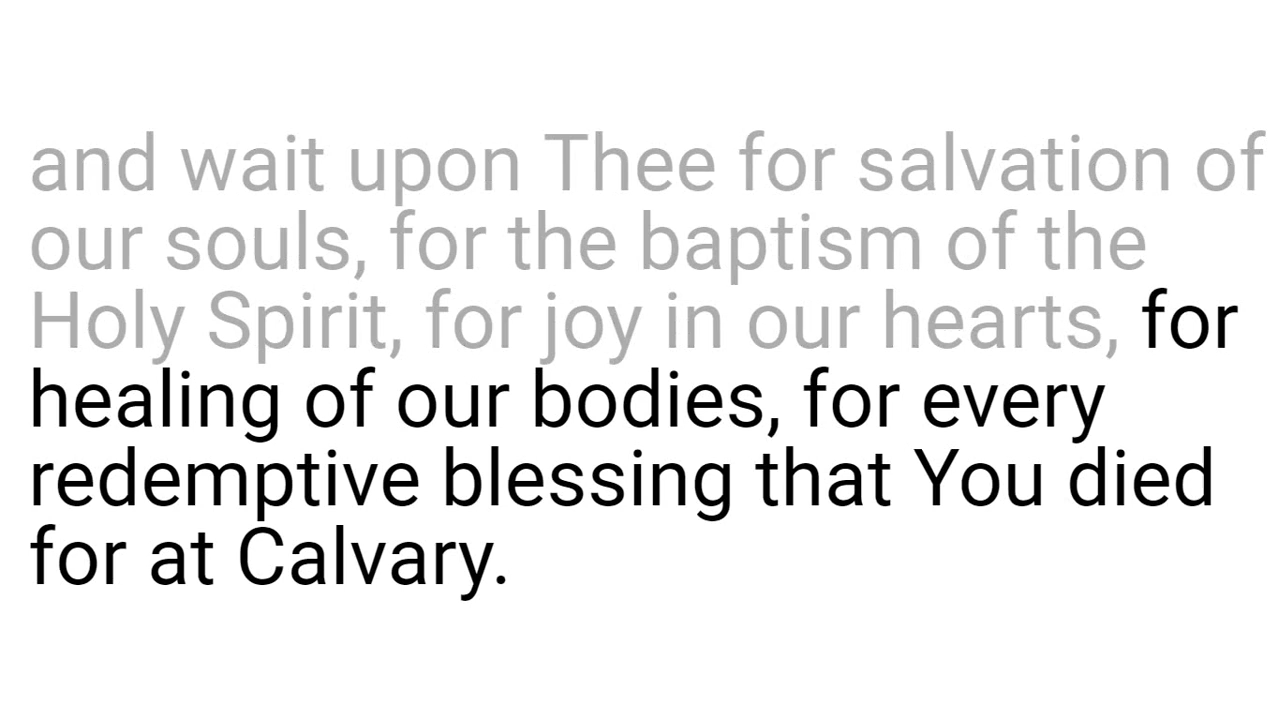 and wait upon Thee for salvation of
our souls, for the baptism of the
Holy Spirit, for joy in our hearts, for
healing of our bodies, for every
redemptive blessing that You died
for at Calvary.